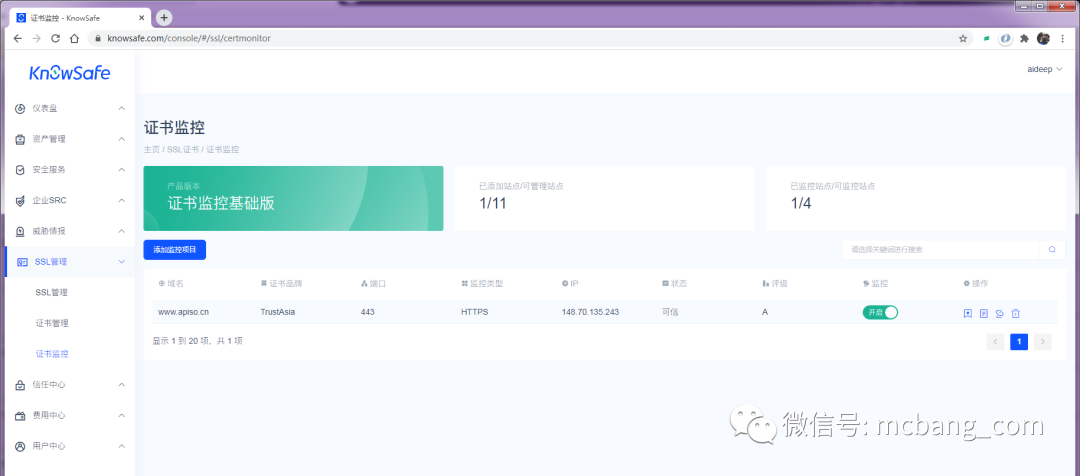 证书监控 - KnowSafe
knowsafe.com/console/#/ssl/certmonitor
KnowSafe
aideep
仪表盘
资产管理
安全服务
企业SRC
威胁情报
SSL管理
SSL管理
证书管理
证书监控
信任中心
费用中心
用户中心
证书监控
主页 / SSL证书 / 证书监控
产品版本
证书监控基础版
已添加站点/可管理站点
1/11
已监控站点/可监控站点
1/4
添加监控项目
请选择关键词进行搜索
域名 证书品牌 端口 监控类型 IP 状态 评级 监控 操作
www.apiso.cn TrustAsia 443 HTTPS 148.70.135.243 可信 A 开启
显示 1 到 20 项，共 1 项
1
微信号: mcbang_com